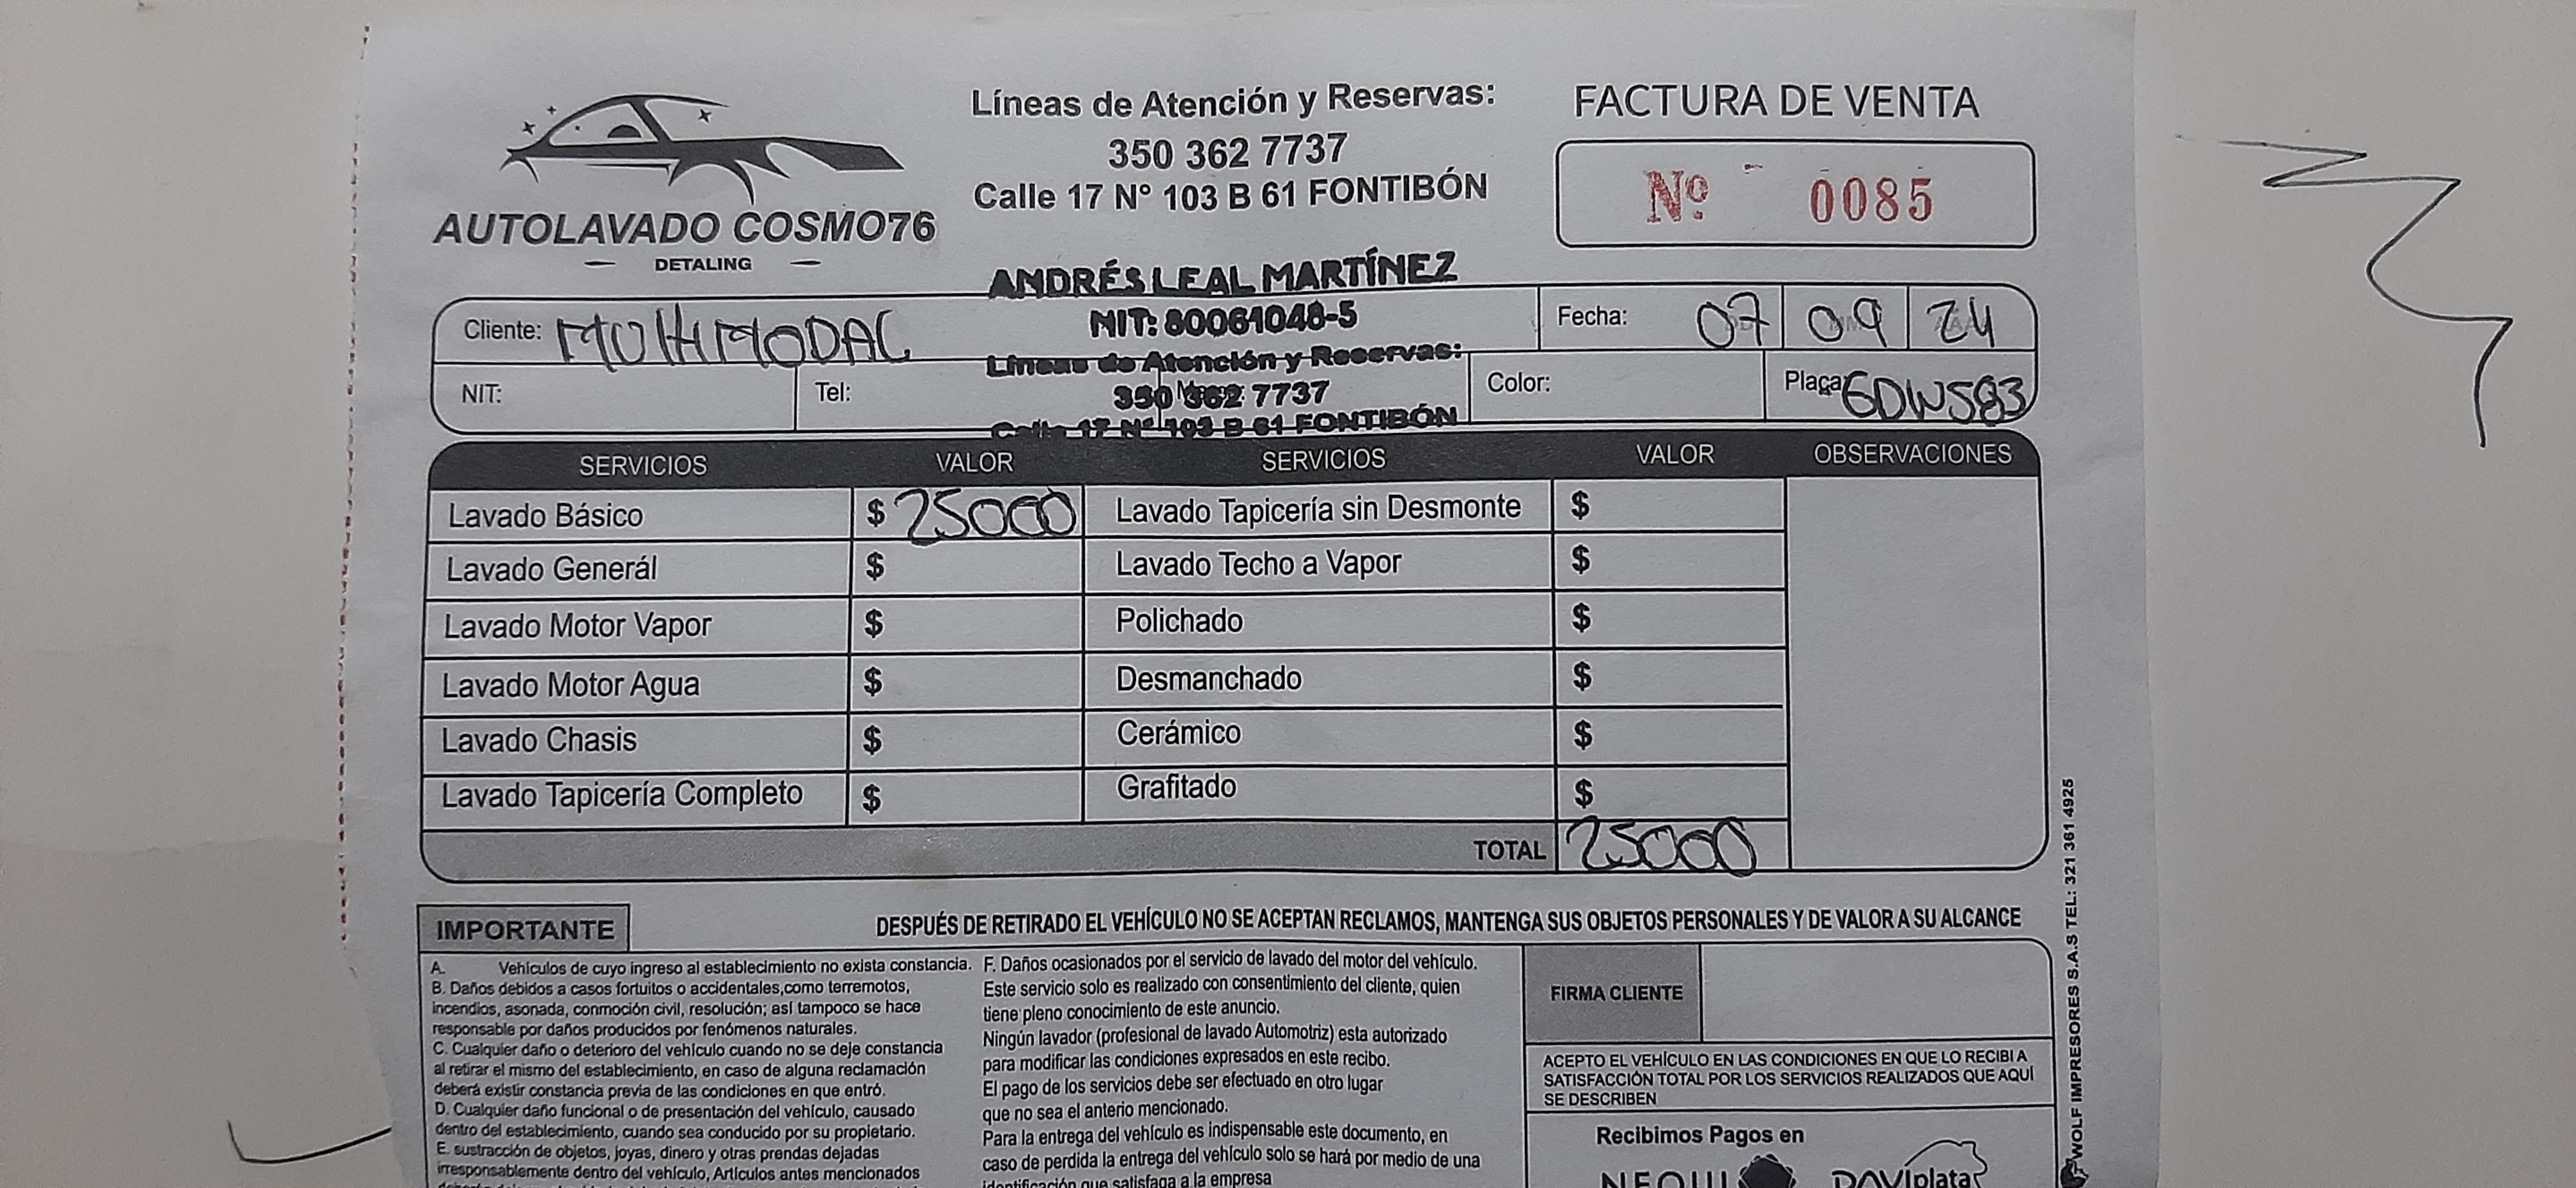 AUTOLAVADO COSMO76
DETALING
Líneas de Atención y Reservas:
350 362 7737
Calle 17 N° 103 B 61 FONTIBÓN
FACTURA DE VENTA
Nº 0085
ANDRÉS LEAL MARTÍNEZ
NIT: 80061048-5
Líneas de Atención y Reservas:
350 362 7737
Calle 17 Nº 103 B 61 FONTIBÓN
Cliente: MUltIMODAL
Fecha: 07 09 24
NIT:
Tel:
Color:
Placa: GDW583
SERVICIOS VALOR SERVICIOS VALOR OBSERVACIONES
Lavado Básico $ 25000 Lavado Tapicería sin Desmonte $
Lavado Generál $ Lavado Techo a Vapor $
Lavado Motor Vapor $ Polichado $
Lavado Motor Agua $ Desmanchado $
Lavado Chasis $ Cerámico $
Lavado Tapicería Completo $ Grafitado $
TOTAL 25000
IMPORTANTE
DESPUÉS DE RETIRADO EL VEHÍCULO NO SE ACEPTAN RECLAMOS, MANTENGA SUS OBJETOS PERSONALES Y DE VALOR A SU ALCANCE
A. Vehículos de cuyo ingreso al establecimiento no exista constancia.
B. Daños debidos a casos fortuitos o accidentales,como terremotos,
incendios, asonada, conmoción civil, resolución; así tampoco se hace
responsable por daños producidos por fenómenos naturales.
C. Cualquier daño o deterioro del vehículo cuando no se deje constancia
al retirar el mismo del establecimiento, en caso de alguna reclamación
deberá existir constancia previa de las condiciones en que entró.
D. Cualquier daño funcional o de presentación del vehículo, causado
dentro del establecimiento, cuando sea conducido por su propietario.
E. sustracción de objetos, joyas, dinero y otras prendas dejadas
irresponsablemente dentro del vehículo, Artículos antes mencionados
F. Daños ocasionados por el servicio de lavado del motor del vehículo.
Este servicio solo es realizado con consentimiento del cliente, quien
tiene pleno conocimiento de este anuncio.
Ningún lavador (profesional de lavado Automotriz) esta autorizado
para modificar las condiciones expresados en este recibo.
El pago de los servicios debe ser efectuado en otro lugar
que no sea el anterio mencionado.
Para la entrega del vehículo es indispensable este documento, en
caso de perdida la entrega del vehículo solo se hará por medio de una
identificación que satisfaga a la empresa
FIRMA CLIENTE
ACEPTO EL VEHÍCULO EN LAS CONDICIONES EN QUE LO RECIBI A
SATISFACCIÓN TOTAL POR LOS SERVICIOS REALIZADOS QUE AQUÍ
SE DESCRIBEN
Recibimos Pagos en
NEQUI DAVIplata
WOLF IMPRESORES S.A.S TEL.: 321 361 4925